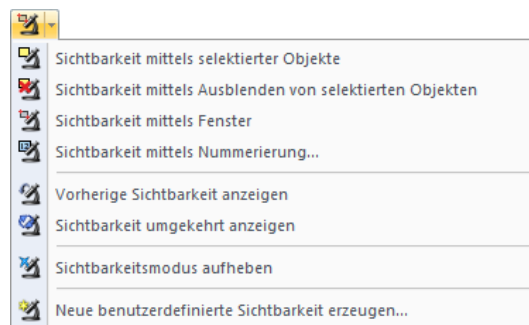 Sichtbarkeit mittels selektierter Objekte
Sichtbarkeit mittels Ausblenden von selektierten Objekten
Sichtbarkeit mittels Fenster
Sichtbarkeit mittels Nummerierung...
Vorherige Sichtbarkeit anzeigen
Sichtbarkeit umgekehrt anzeigen
Sichtbarkeitsmodus aufheben
Neue benutzerdefinierte Sichtbarkeit erzeugen...